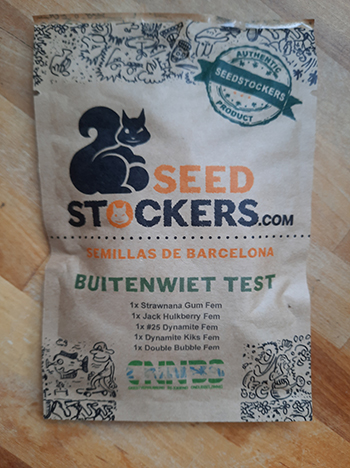 AUTHENTIC
SEEDSTOCKERS
PRODUCT
SEED
STOCKERS.COM
SEMILLAS DE BARCELONA
BUITENWIET TEST
1x Strawnana Gum Fem
1x Jack Hulkberry Fem
1x #25 Dynamite Fem
1x Dynamite Kiks Fem
1x Double Bubble Fem
CNNBS